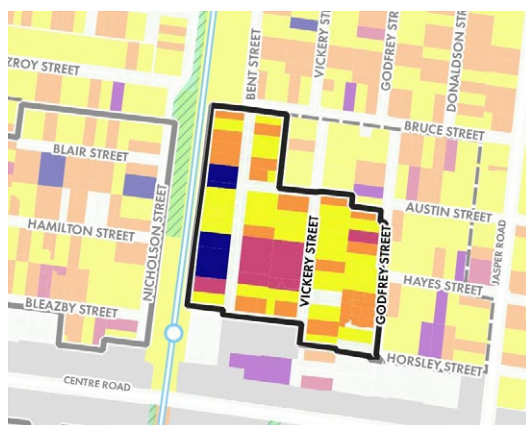 BENT STREET
VICKERY STREET
GODFREY STREET
DONALDSON STREET
ZROY STREET
BRUCE STREET
BLAIR STREET
NICHOLSON STREET
AUSTIN STREET
HAMILTON STREET
VICKERY STREET
GODFREY STREET
JASPER ROAD
HAYES STREET
BLEAZBY STREET
HORSLEY STREET
CENTRE ROAD